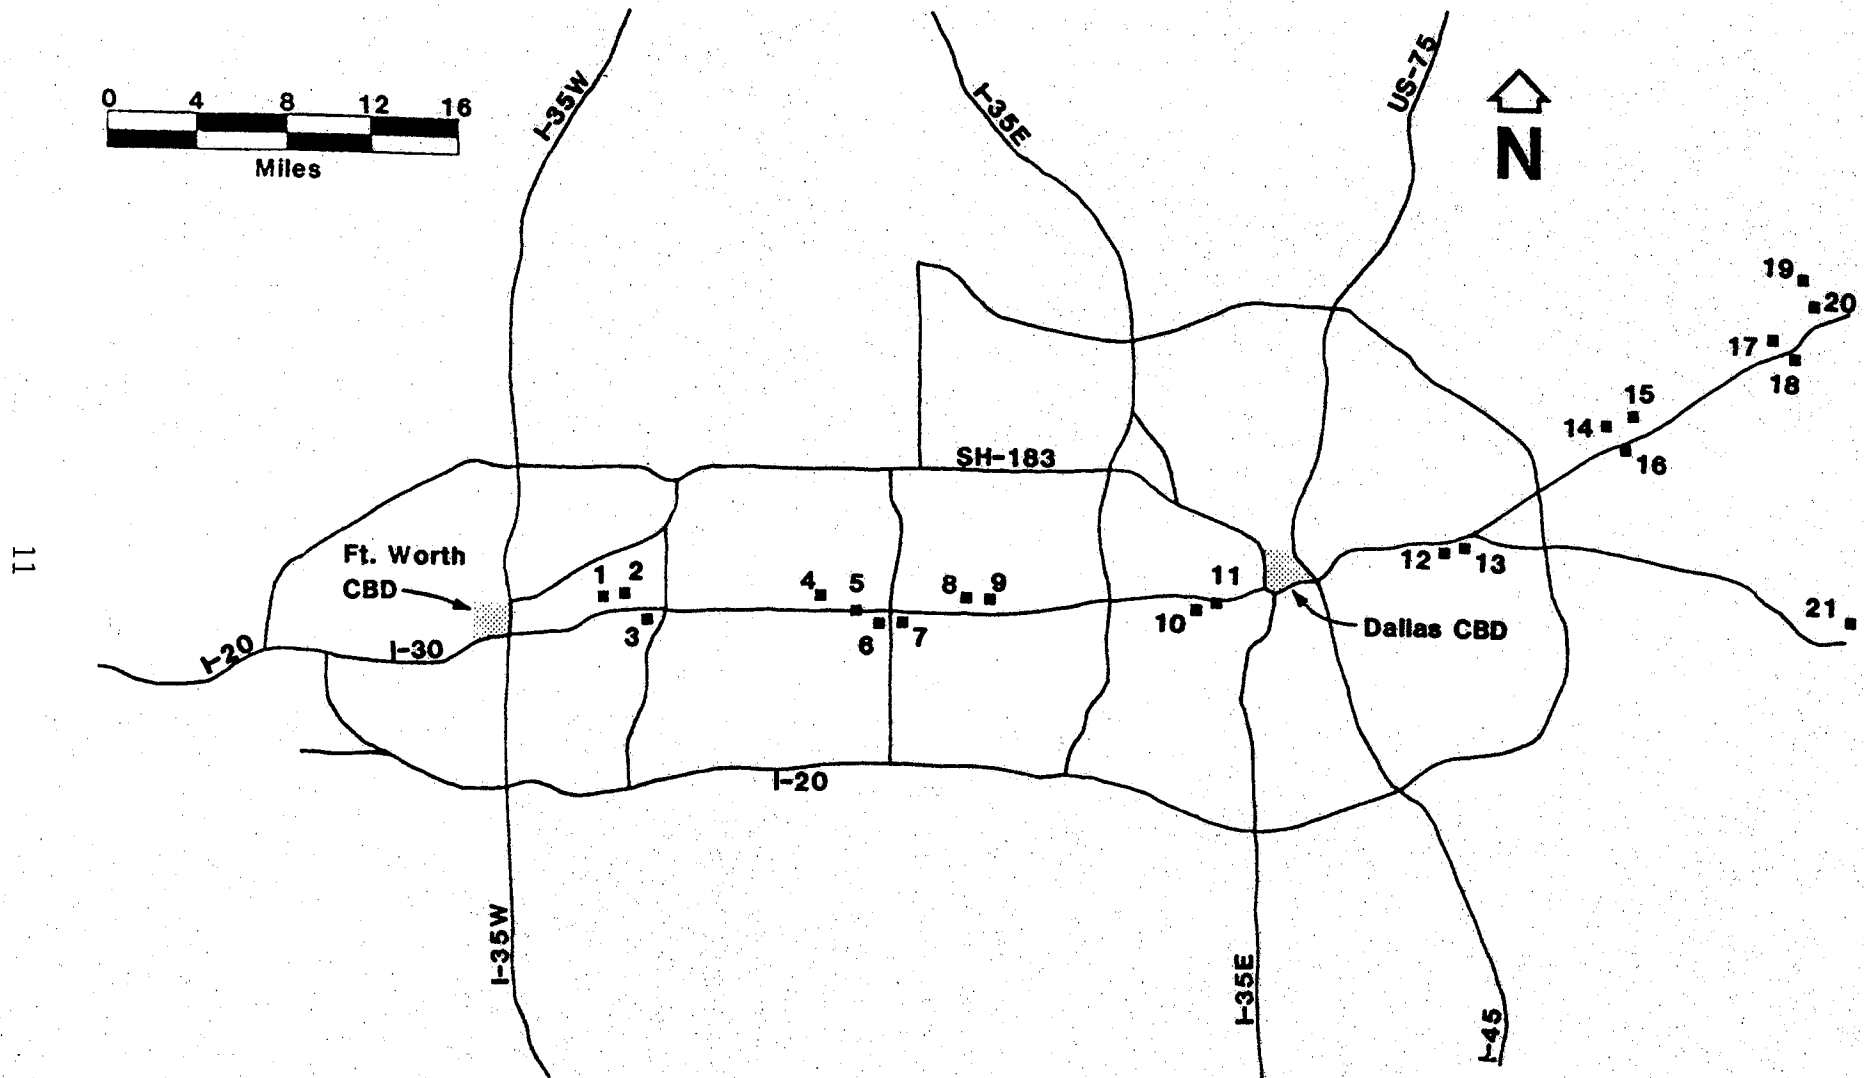 I-35W
I-35E
US-75
0 4 8 12 16
Miles
N
19
20
17
18
15
14
16
SH-183
Ft. Worth
CBD
1 2
3
4 5
6 7
8 9
10
11
12 13
Dallas CBD
21
I-20
I-30
I-20
I-35W
I-35E
I-45
11